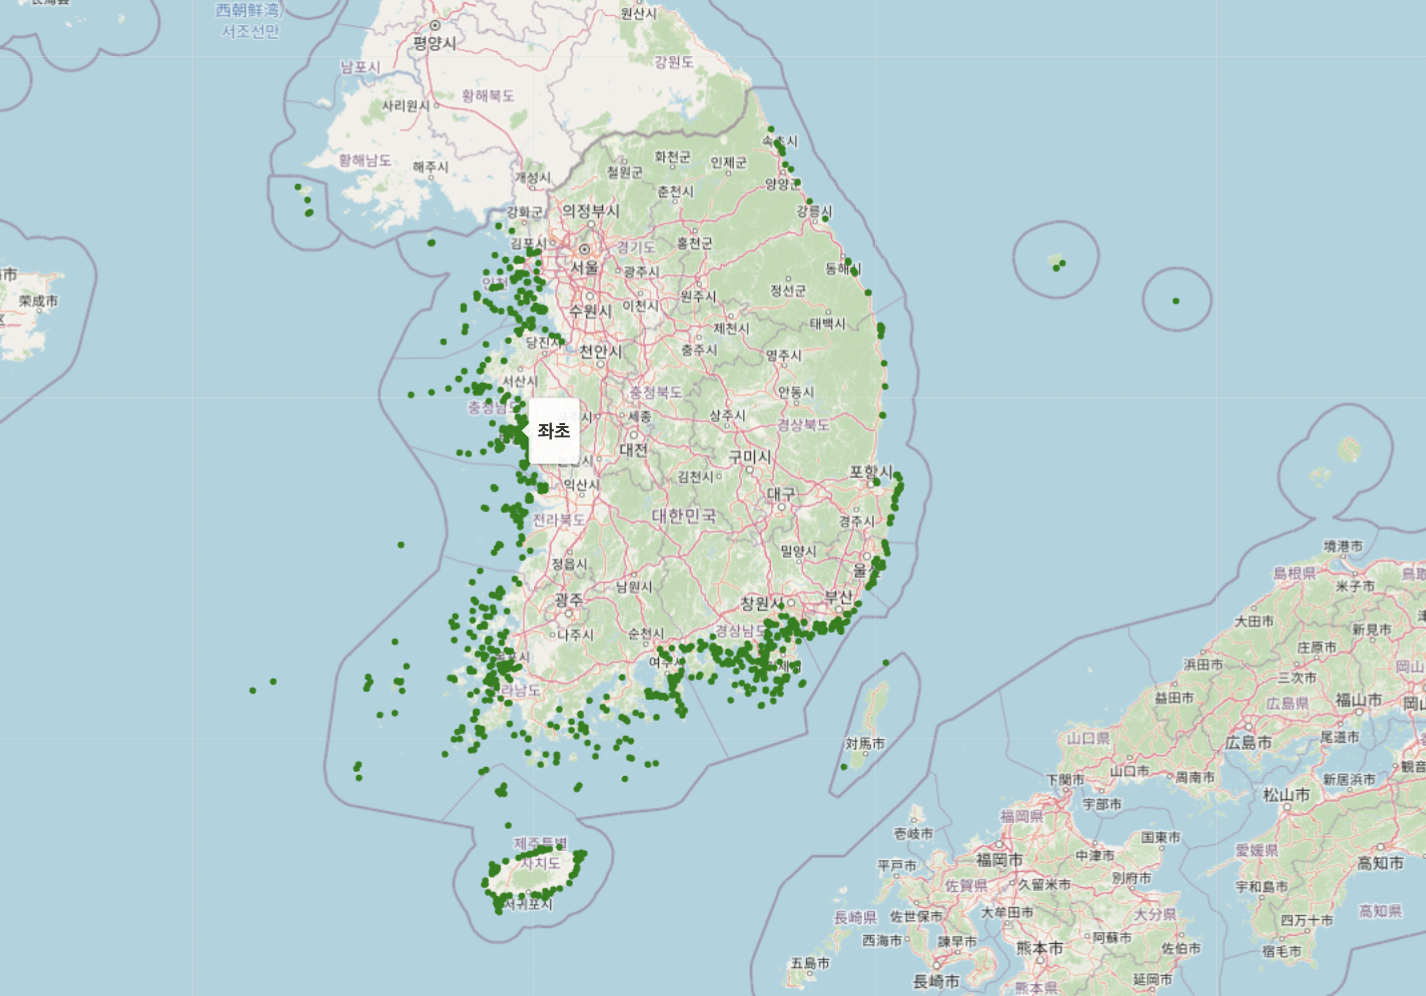 西朝鮮湾/
서조선만
원산시
평양시
강원도
남포시
황해북도
사리원시
속초시
황해남도
해주시
화천군
인제군
철원군
개성시
양양군
춘천시
강화군
의정부시
강릉시
김포시
경기도
홍천군
서울
광주시
동해시
인천
원주시
정선군
荣成市
수원시
이천시
태백시
제천시
당진시
천안시
충주시
영주시
서산시
충청북도
안동시
충청남도
세종
상주시
경상북도
좌초
대전
구미시
포항시
김천시
익산시
대구
전라북도
대한민국
경주시
밀양시
정읍시
울산
境港市
島根県
米子市
남원시
광주
창원시
부산
大田市
나주시
순천시
경상남도
新見市
여수시
庄原市
浜田市
三次市
益田市
福山市
広島県
対馬市
山口県
広島市
尾道市
下関市
山口市
周南市
新居浜市
宇部市
松山市
福岡県
壱岐市
国東市
제주특별
자치도
平戸市
福岡市
中津市
愛媛県
高知市
佐賀県
久留米市
別府市
宇和島市
서귀포시
長崎県
佐世保市
大牟田市
大分県
四万十市
高知県
西海市
諫早市
熊本市
阿蘇市
佐伯市
宿毛市
五島市
長崎市
熊本県
延岡市